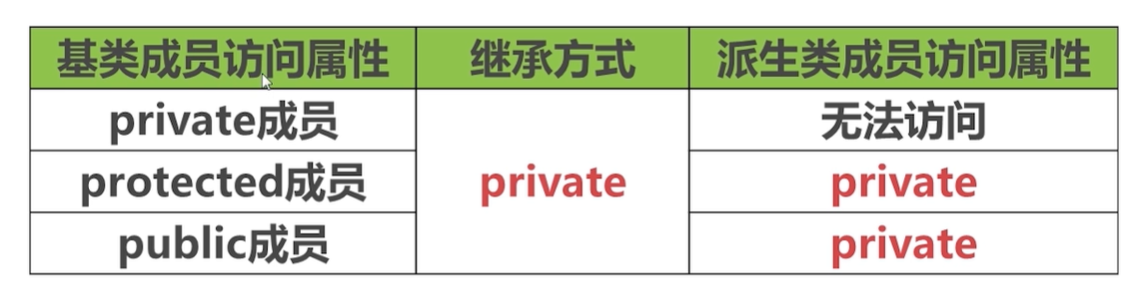 基类成员访问属性 继承方式 派生类成员访问属性
private成员 无法访问
protected成员 private private
public成员 private